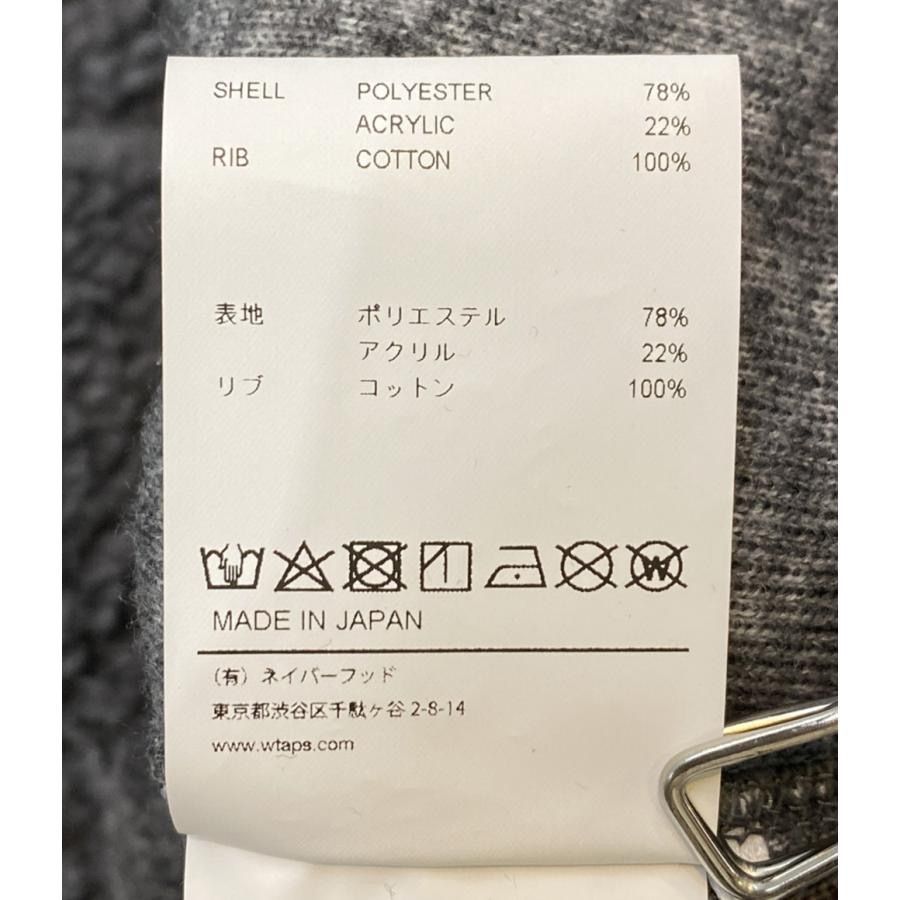 SHELL POLYESTER 78%
ACRYLIC 22%
RIB COTTON 100%
表地 ポリエステル 78%
アクリル 22%
リブ コットン 100%
W
MADE IN JAPAN
(有) ネイバーフッド
東京都渋谷区千駄ヶ谷 2-8-14
www.wtaps.com